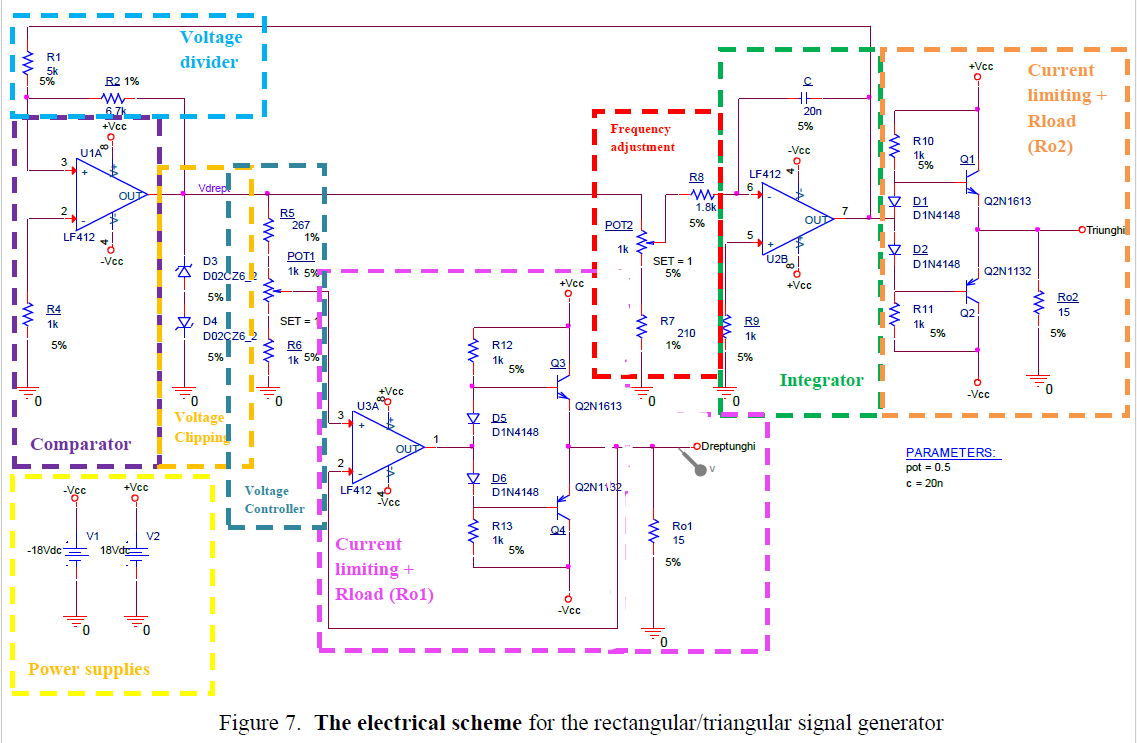 Voltage
divider
R1
5k
5%
R2 1%
6.7k
+Vcc
U1A
8
V+
3
+
OUT
2
-
V-
LF412
4
-Vcc
R4
1k
5%
0
Comparator
Vdrept
D3
D02CZ6_2
5%
D4
D02CZ6_2
5%
0
Voltage
Clipping
R5
267
1%
POT1
1k 5%
SET = 1
R6
1k 5%
0
Voltage
Controller
Frequency
adjustment
POT2
1k
SET = 1
5%
R7
210
1%
0
R8
1.8k
5%
C
20n
5%
-Vcc
4
LF412
6
-
V-
OUT
7
5
+
V+
U2B
8
+Vcc
R9
1k
5%
0
Integrator
+Vcc
Current
limiting +
Rload
(Ro2)
R10
1k
5%
Q1
Q2N1613
D1
D1N4148
D2
D1N4148
Triunghi
Q2N1132
Q2
R11
1k
5%
Ro2
15
5%
0
-Vcc
+Vcc
R12
1k
5%
Q3
Q2N1613
U3A
+Vcc
8
V+
3
+
OUT
1
2
-
V-
LF412
4
-Vcc
D5
D1N4148
D6
D1N4148
Dreptunghi
V
Q2N1132
Q4
R13
1k
5%
Ro1
15
5%
0
-Vcc
Current
limiting +
Rload (Ro1)
PARAMETERS:
pot = 0.5
c = 20n
-Vcc
+Vcc
V1
-18Vdc
V2
18Vdc
0
0
Power supplies
Figure 7. The electrical scheme for the rectangular/triangular signal generator